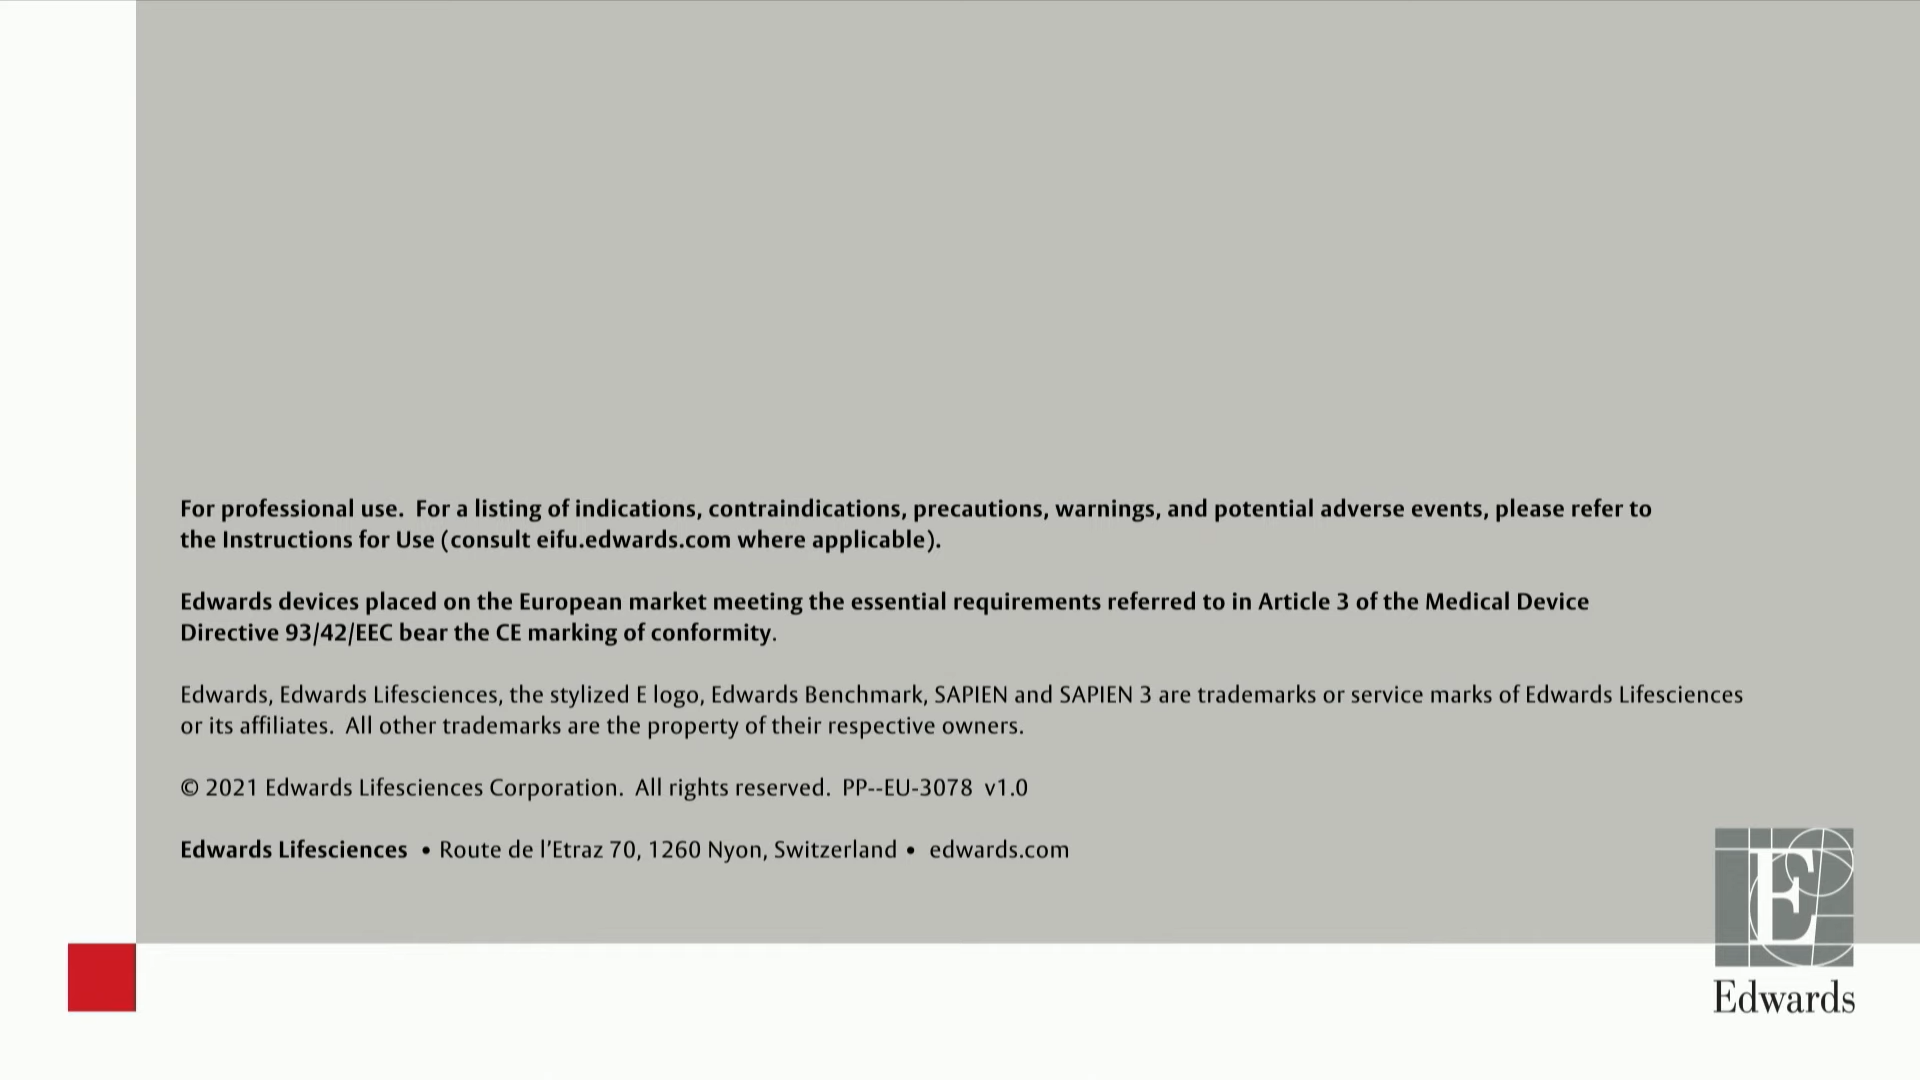 For professional use.  For a listing of indications, contraindications, precautions, warnings, and potential adverse events, please refer to
the Instructions for Use (consult eifu.edwards.com where applicable).
Edwards devices placed on the European market meeting the essential requirements referred to in Article 3 of the Medical Device
Directive 93/42/EEC bear the CE marking of conformity.
Edwards, Edwards Lifesciences, the stylized E logo, Edwards Benchmark, SAPIEN and SAPIEN 3 are trademarks or service marks of Edwards Lifesciences
or its affiliates.  All other trademarks are the property of their respective owners.
© 2021 Edwards Lifesciences Corporation.  All rights reserved.  PP--EU-3078  v1.0
Edwards Lifesciences  • Route de l’Etraz 70, 1260 Nyon, Switzerland •  edwards.com
E
Edwards